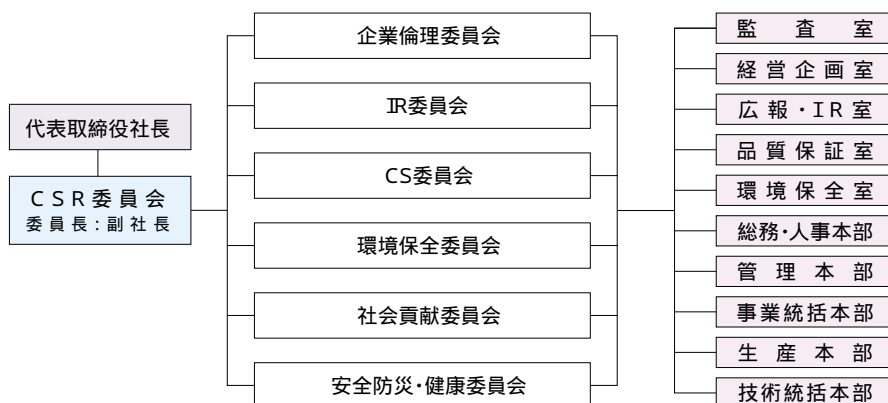 代表取締役社長
CSR委員会
委員長：副社長
企業倫理委員会
IR委員会
CS委員会
環境保全委員会
社会貢献委員会
安全防災・健康委員会
監査室
経営企画室
広報・IR室
品質保証室
環境保全室
総務・人事本部
管理本部
事業統括本部
生産本部
技術統括本部